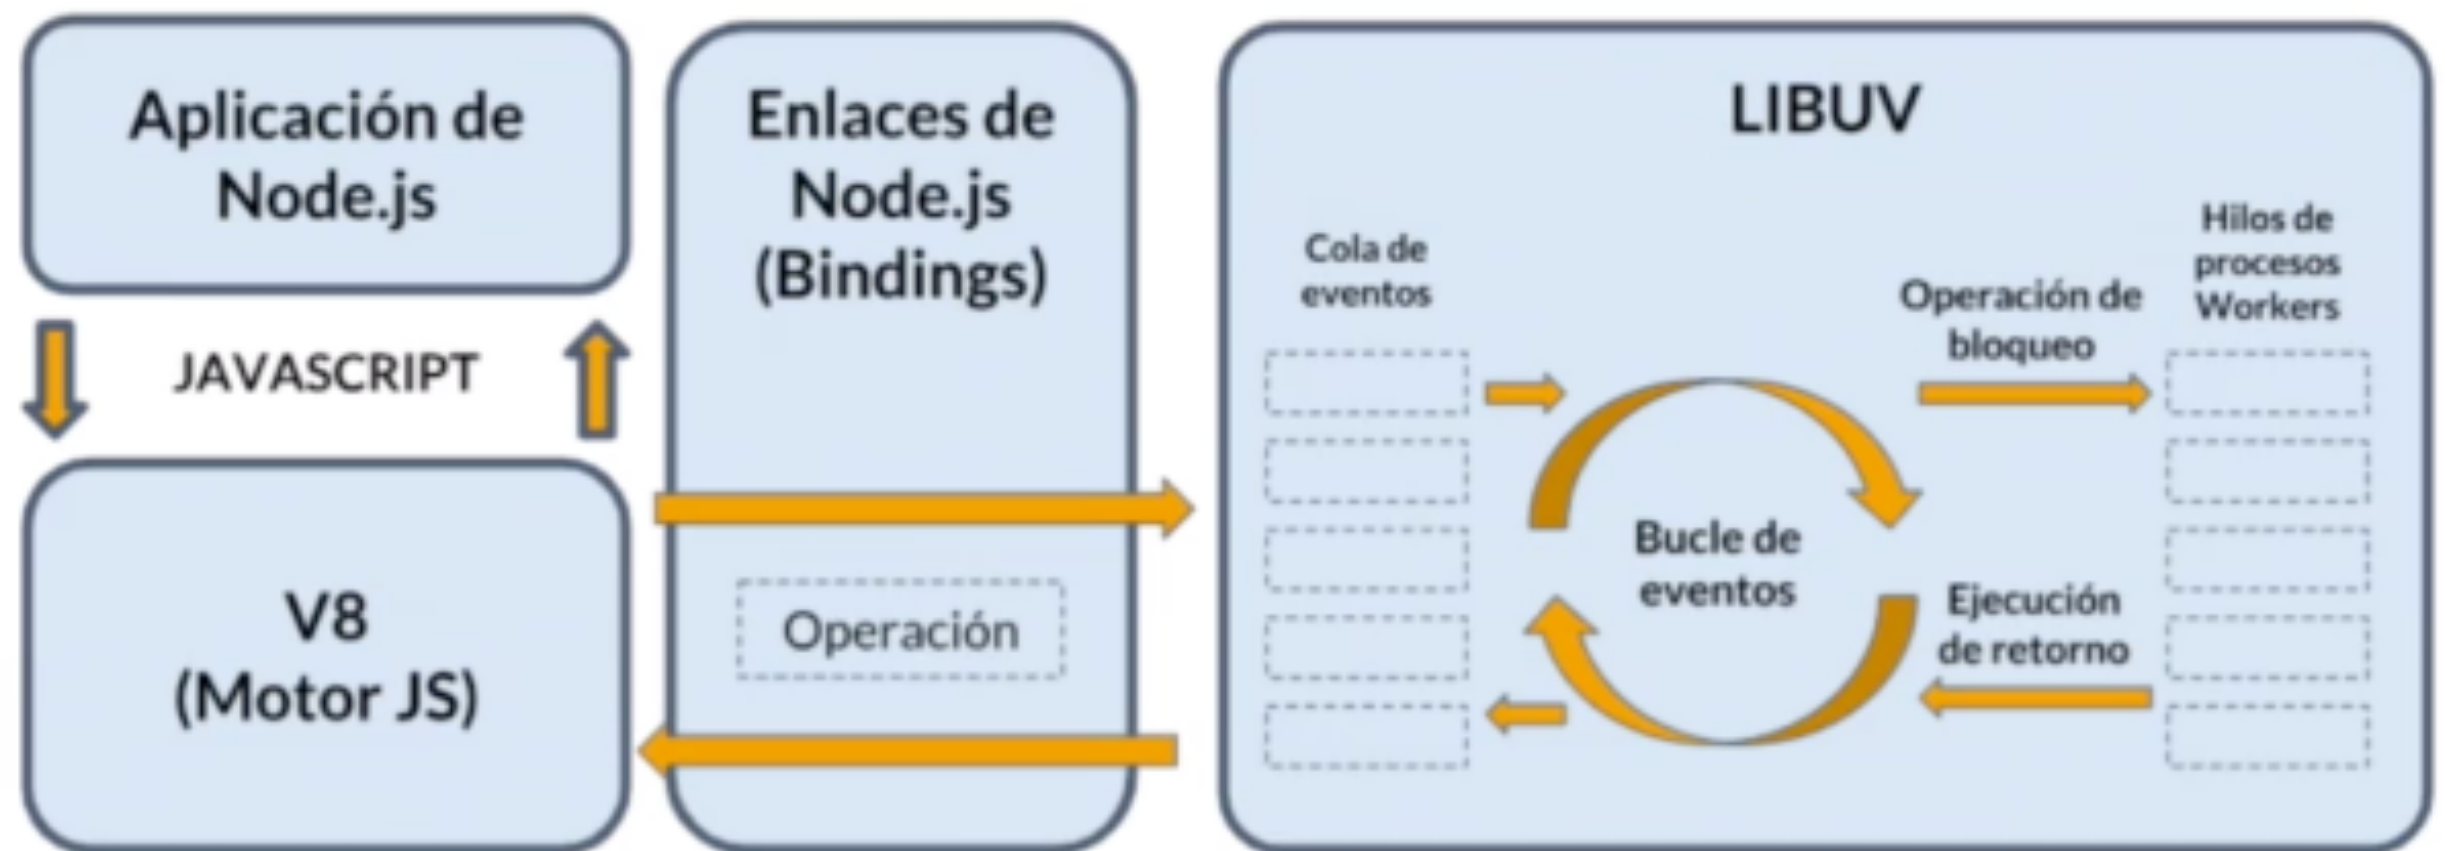 Aplicación de
Node.js
JAVASCRIPT
V8
(Motor JS)
Enlaces de
Node.js
(Bindings)
Operación
LIBUV
Cola de
eventos
Bucle de
eventos
Operación de
bloqueo
Hilos de
procesos
Workers
Ejecución
de retorno